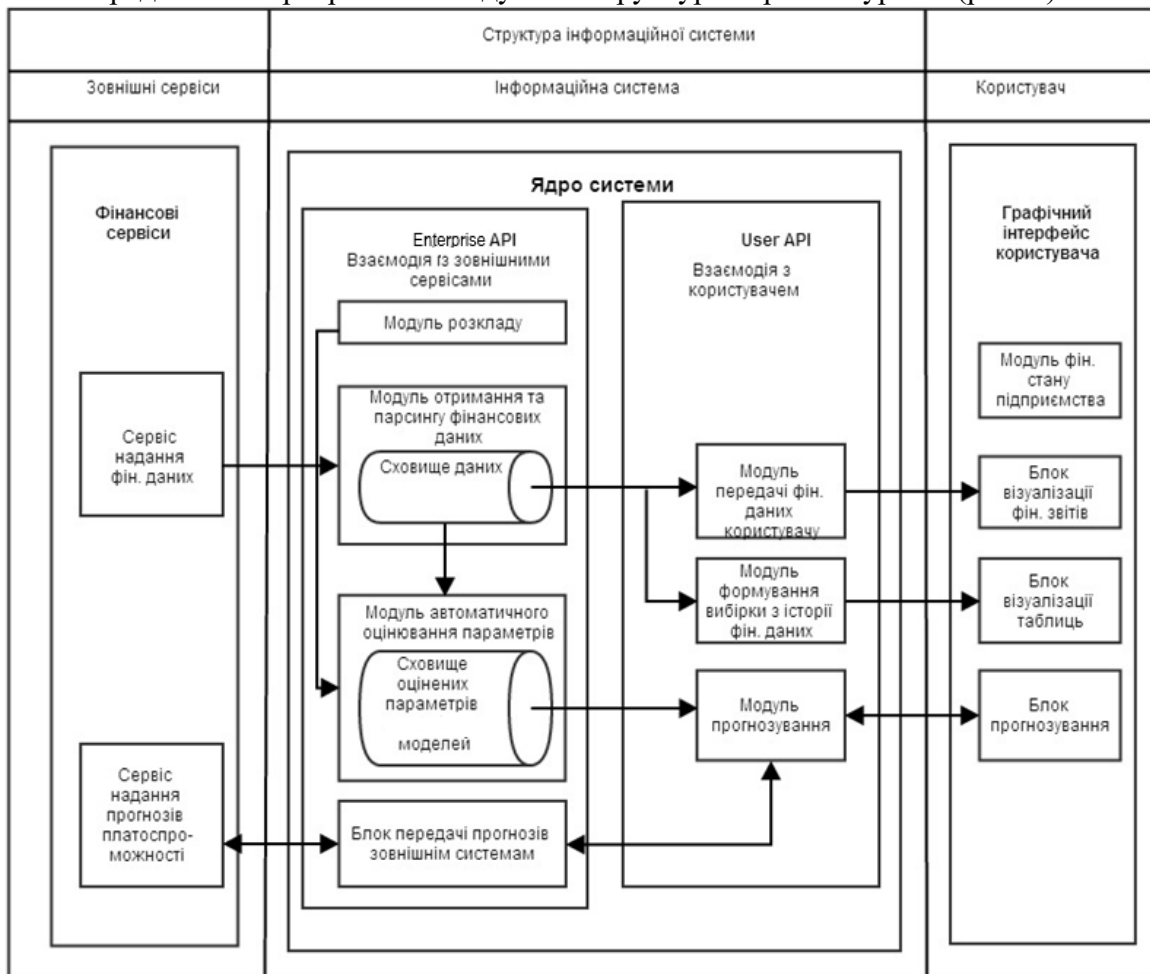 Структура інформаційної системи
Зовнішні сервіси
Інформаційна система
Користувач
Фінансові
сервіси
Сервіс
надання
фін. даних
Сервіс
надання
прогнозів
платоспро-
можності
Ядро системи
Enterprise API
Взаємодія із зовнішними
сервісами
Модуль розкладу
Модуль отримання та
парсингу фінансових
даних
Сховище даних
Модуль автоматичного
оцінювання параметрів
Сховище
оцінених
параметрів
моделей
Блок передачі прогнозів
зовнішнім системам
User API
Взаємодія з
користувачем
Модуль
передачі фін.
даних
користувачу
Модуль
формування
вибірки з історії
фін. даних
Модуль
прогнозування
Графічний
інтерфейс
користувача
Модуль фін.
стану
підприємства
Блок
візуалізації
фін. звітів
Блок
візуалізації
таблиць
Блок
прогнозування